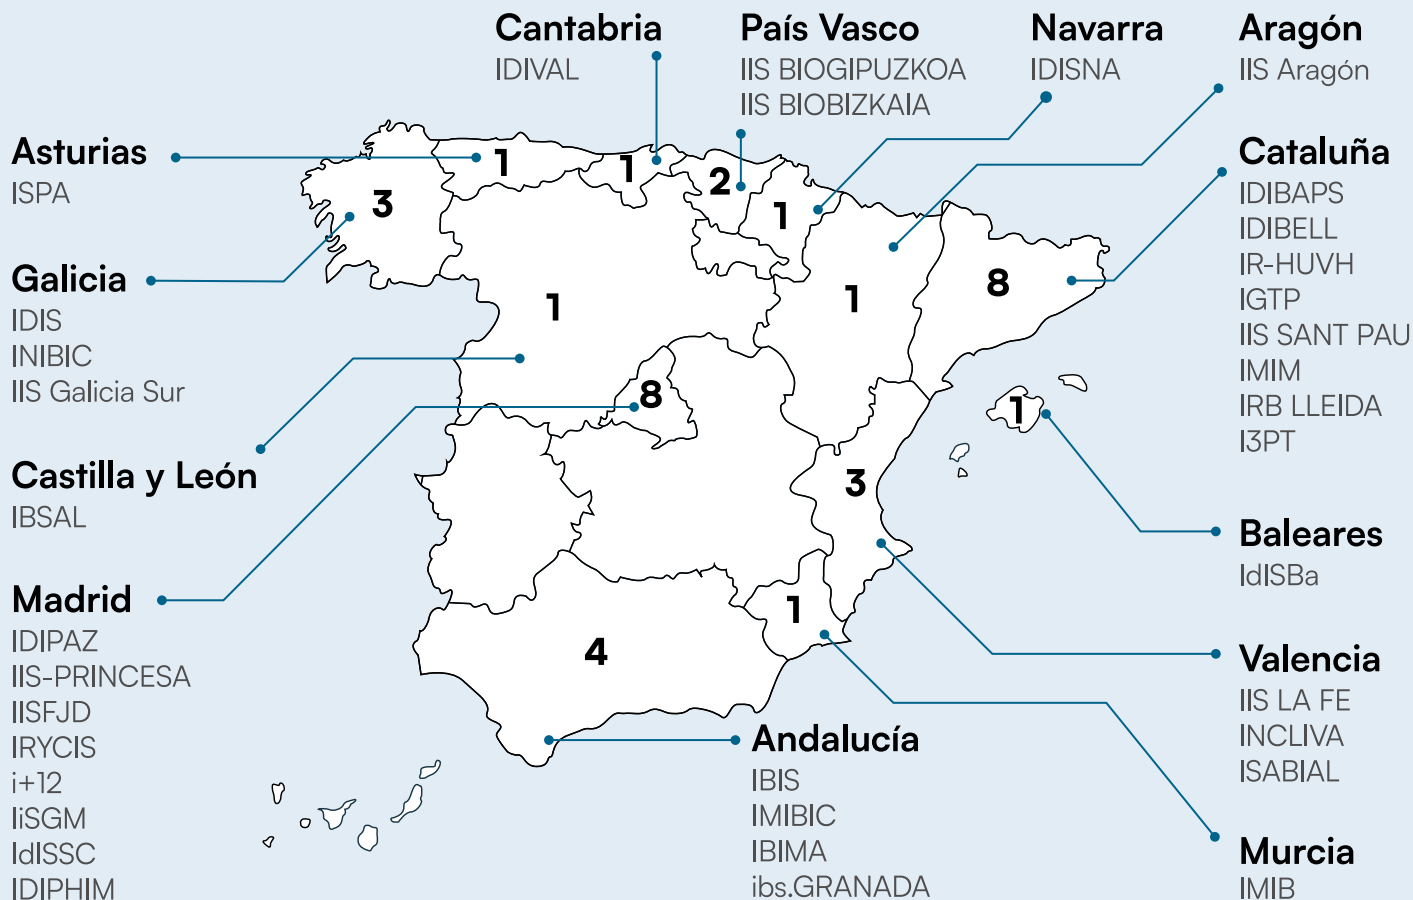 Cantabria
IDIVAL
País Vasco
IIS BIOGIPUZKOA
IIS BIOBIZKAIA
Navarra
IDISNA
Aragón
IIS Aragón
Asturias
ISPA
Galicia
IDIS
INIBIC
IIS Galicia Sur
Castilla y León
IBSAL
Madrid
IDIPAZ
IIS-PRINCESA
IISFJD
IRYCIS
i+12
IiSGM
IdISSC
IDIPHIM
1
1
2
1
3
1
1
8
8
1
3
1
4
Cataluña
IDIBAPS
IDIBELL
IR-HUVH
IGTP
IIS SANT PAU
IMIM
IRB LLEIDA
I3PT
Baleares
IdISBa
Valencia
IIS LA FE
INCLIVA
ISABIAL
Murcia
IMIB
Andalucía
IBIS
IMIBIC
IBIMA
ibs.GRANADA